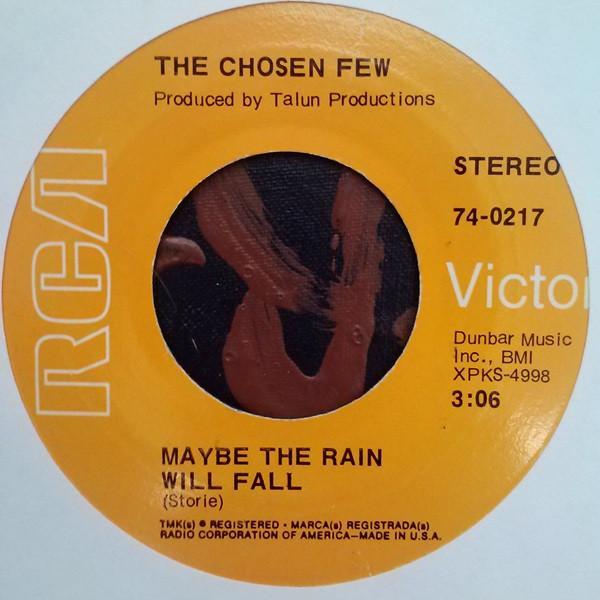 THE CHOSEN FEW
Produced by Talun Productions
RCA
STEREO
74-0217
Victor
Dunbar Music
Inc., BMI
XPKS-4998
3:06
MAYBE THE RAIN
WILL FALL
(Storie)
TMK(s) ® REGISTERED • MARCA(s) REGISTRADA(s)
RADIO CORPORATION OF AMERICA—MADE IN U.S.A.